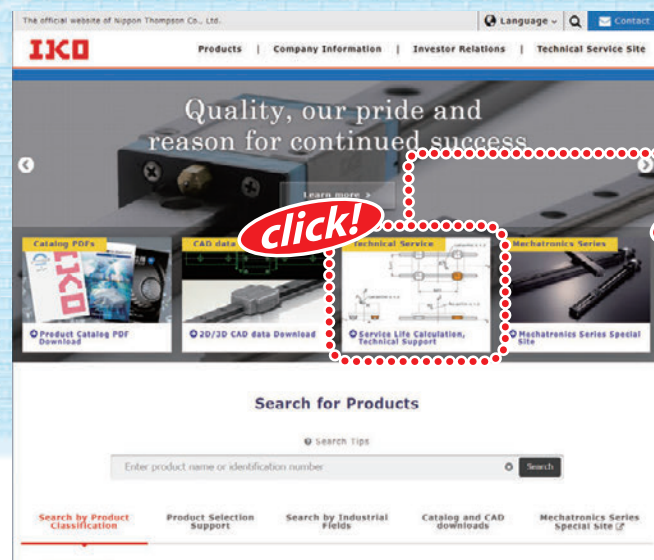 The official website of Nippon Thompson Co., Ltd.
Language
Contact
IKO
Products | Company Information | Investor Relations | Technical Service Site
Quality, our pride and
reason for continued success
Learn more >
click!
Catalog PDFs
CAD data
Technical Service
Mechatronics Series
IKO
Product Catalog PDF
Download
2D/3D CAD data Download
Service Life Calculation,
Technical Support
Mechatronics Series Special
Site
Search for Products
Search Tips
Enter product name or identification number
Search
Search by Product
Classification
Product Selection
Support
Search by Industrial
Fields
Catalog and CAD
downloads
Mechatronics Series
Special Site